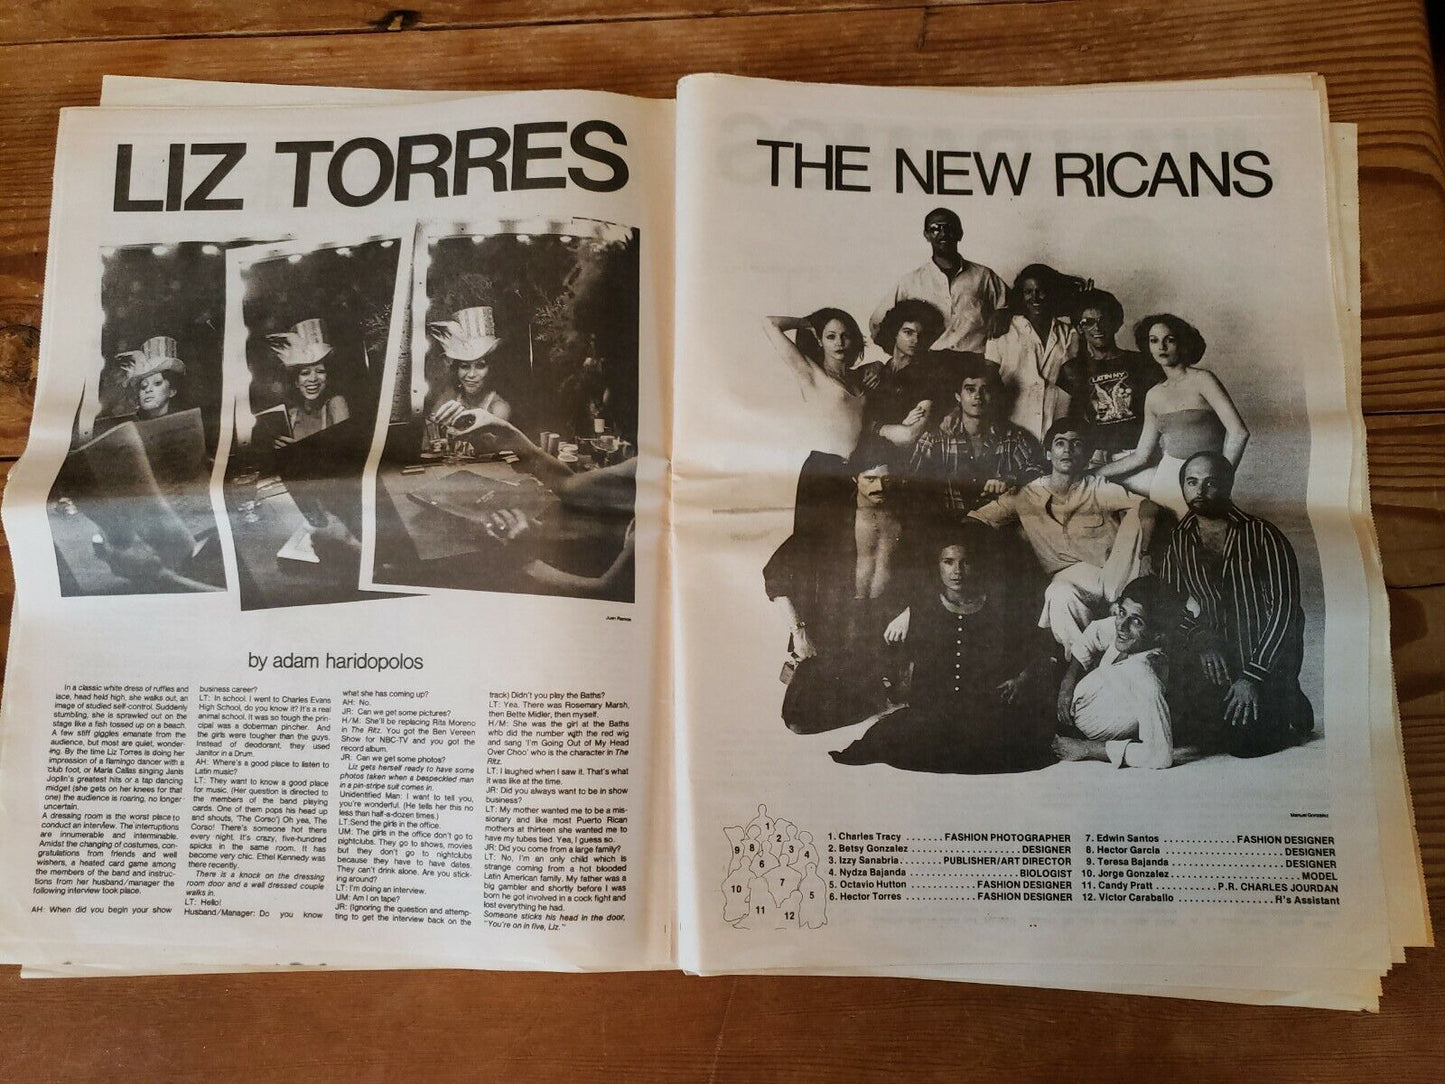 LIZ TORRES
Juan Ramos
by adam haridopolos
In a classic white dress of ruffles and
lace, head held high, she walks out, an
image of studied self-control. Suddenly
stumbling, she is sprawled out on the
stage like a fish tossed up on a beach.
A few stiff giggles emanate from the
audience, but most are quiet, wonder-
ing. By the time Liz Torres is doing her
impression of a flamingo dancer with a
club foot, or Maria Callas singing Janis
Joplin's greatest hits or a tap dancing
midget (she gets on her knees for that
one) the audience is roaring, no longer
uncertain.
A dressing room is the worst place to
conduct an interview. The interruptions
are innumerable and interminable.
Amidst the changing of costumes, con-
gratulations from friends and well
wishers, a heated card game among
the members of the band and instruc-
tions from her husband/manager the
following interview took place.
AH: When did you begin your show
business career?
LT: In school. I went to Charles Evans
High School, do you know it? It's a real
animal school. It was so tough the prin-
cipal was a doberman pincher. And
the girls were tougher than the guys.
Instead of deodorant, they used
Janitor in a Drum.
AH: Where's a good place to listen to
Latin music?
LT: They want to know a good place
for music. (Her question is directed to
the members of the band playing
cards. One of them pops his head up
and shouts, 'The Corso') Oh yea, The
Corso! There's someone hot there
every night. It's crazy, five-hundred
spicks in the same room. It has
become very chic. Ethel Kennedy was
there recently.
There is a knock on the dressing
room door and a well dressed couple
walks in.
LT: Hello!
Husband/Manager: Do you know
what she has coming up?
AH: No.
JR: Can we get some pictures?
H/M: She'll be replacing Rita Moreno
in The Ritz. You got the Ben Vereen
Show for NBC-TV and you got the
record album.
JR: Can we get some photos?
Liz gets herself ready to have some
photos taken when a bespeckled man
in a pin-stripe suit comes in.
Unidentified Man: I want to tell you,
you're wonderful. (He tells her this no
less than half-a-dozen times.)
LT: Send the girls in the office.
UM: The girls in the office don't go to
nightclubs. They go to shows, movies
but they don't go to nightclubs
because they have to have dates.
They can't drink alone. Are you stick-
ing around?
LT: I'm doing an interview.
UM: Am I on tape?
JR: (Ignoring the question and attemp-
ting to get the interview back on the
track) Didn't you play the Baths?
LT: Yea. There was Rosemary Marsh,
then Bette Midler, then myself.
H/M: She was the girl at the Baths
who did the number with the red wig
and sang 'I'm Going Out of My Head
Over Choo' who is the character in The
Ritz.
LT: I laughed when I saw it. That's what
it was like at the time.
JR: Did you always want to be in show
business?
LT: My mother wanted me to be a mis-
sionary and like most Puerto Rican
mothers at thirteen she wanted me to
have my tubes tied. Yea, I guess so.
JR: Did you come from a large family?
LT: No, I'm an only child which is
strange coming from a hot blooded
Latin American family. My father was a
big gambler and shortly before I was
born he got involved in a cock fight and
lost everything he had.
Someone sticks his head in the door,
"You're on in five, Liz."
THE NEW RICANS
LATIN NY
Manuel Gonzalez
1
9 8 2 3 4
6
10 7 5
11 12
1. Charles Tracy ........ FASHION PHOTOGRAPHER
2. Betsy Gonzalez ........ DESIGNER
3. Izzy Sanabria ........ PUBLISHER/ART DIRECTOR
4. Nydza Bajanda ........ BIOLOGIST
5. Octavio Hutton ........ FASHION DESIGNER
6. Hector Torres ........ FASHION DESIGNER
7. Edwin Santos ........ FASHION DESIGNER
8. Hector Garcia ........ DESIGNER
9. Teresa Bajanda ........ DESIGNER
10. Jorge Gonzalez ........ MODEL
11. Candy Pratt ........ P.R. CHARLES JOURDAN
12. Victor Caraballo ........ R's Assistant